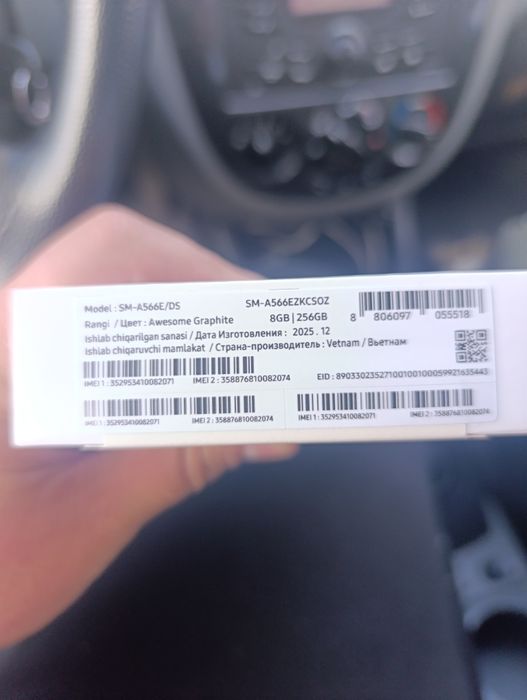 Model : SM-A566E/DS SM-A566EZKCSOZ
Rangi / Цвет : Awesome Graphite 8GB | 256GB 8 806097 055518
Ishlab chiqarilgan sanasi / Дата Изготовления : 2025 . 12
Ishlab chiqaruvchi mamlakat / Страна-производитель : Vetnam / Вьетнам
IMEI 1 : 352953410082071 IMEI 2 : 358876810082074 EID : 89033023527100100100059921635443
IMEI 1 : 352953410082071 IMEI 2 : 358876810082074 IMEI 1 : 352953410082071 IMEI 2 : 358876810082074